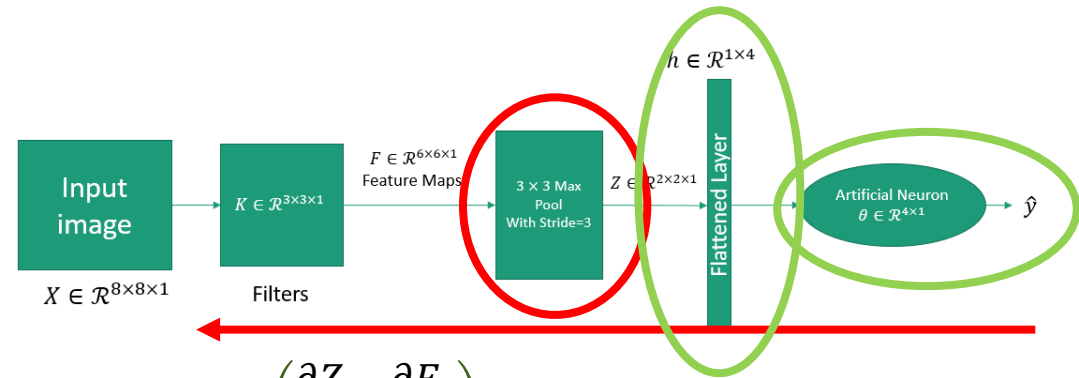 Input
image
X ∈ ℛ^{8×8×1}
K ∈ ℛ^{3×3×1}
Filters
F ∈ ℛ^{6×6×1}
Feature Maps
3 × 3 Max
Pool
With Stride=3
Z ∈ ℛ^{2×2×1}
h ∈ ℛ^{1×4}
Flattened Layer
Artificial Neuron
θ ∈ ℛ^{4×1}
ŷ
(∂Z ∂F)